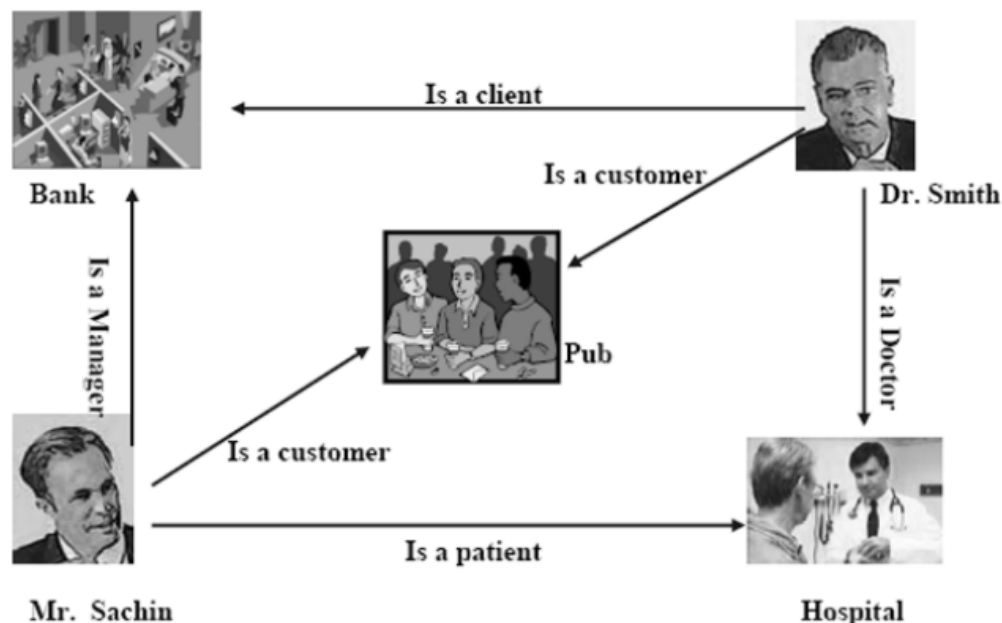 Is a client
Bank
Dr. Smith
Is a customer
Is a Manager
Pub
Is a Doctor
Is a customer
Is a patient
Mr. Sachin
Hospital